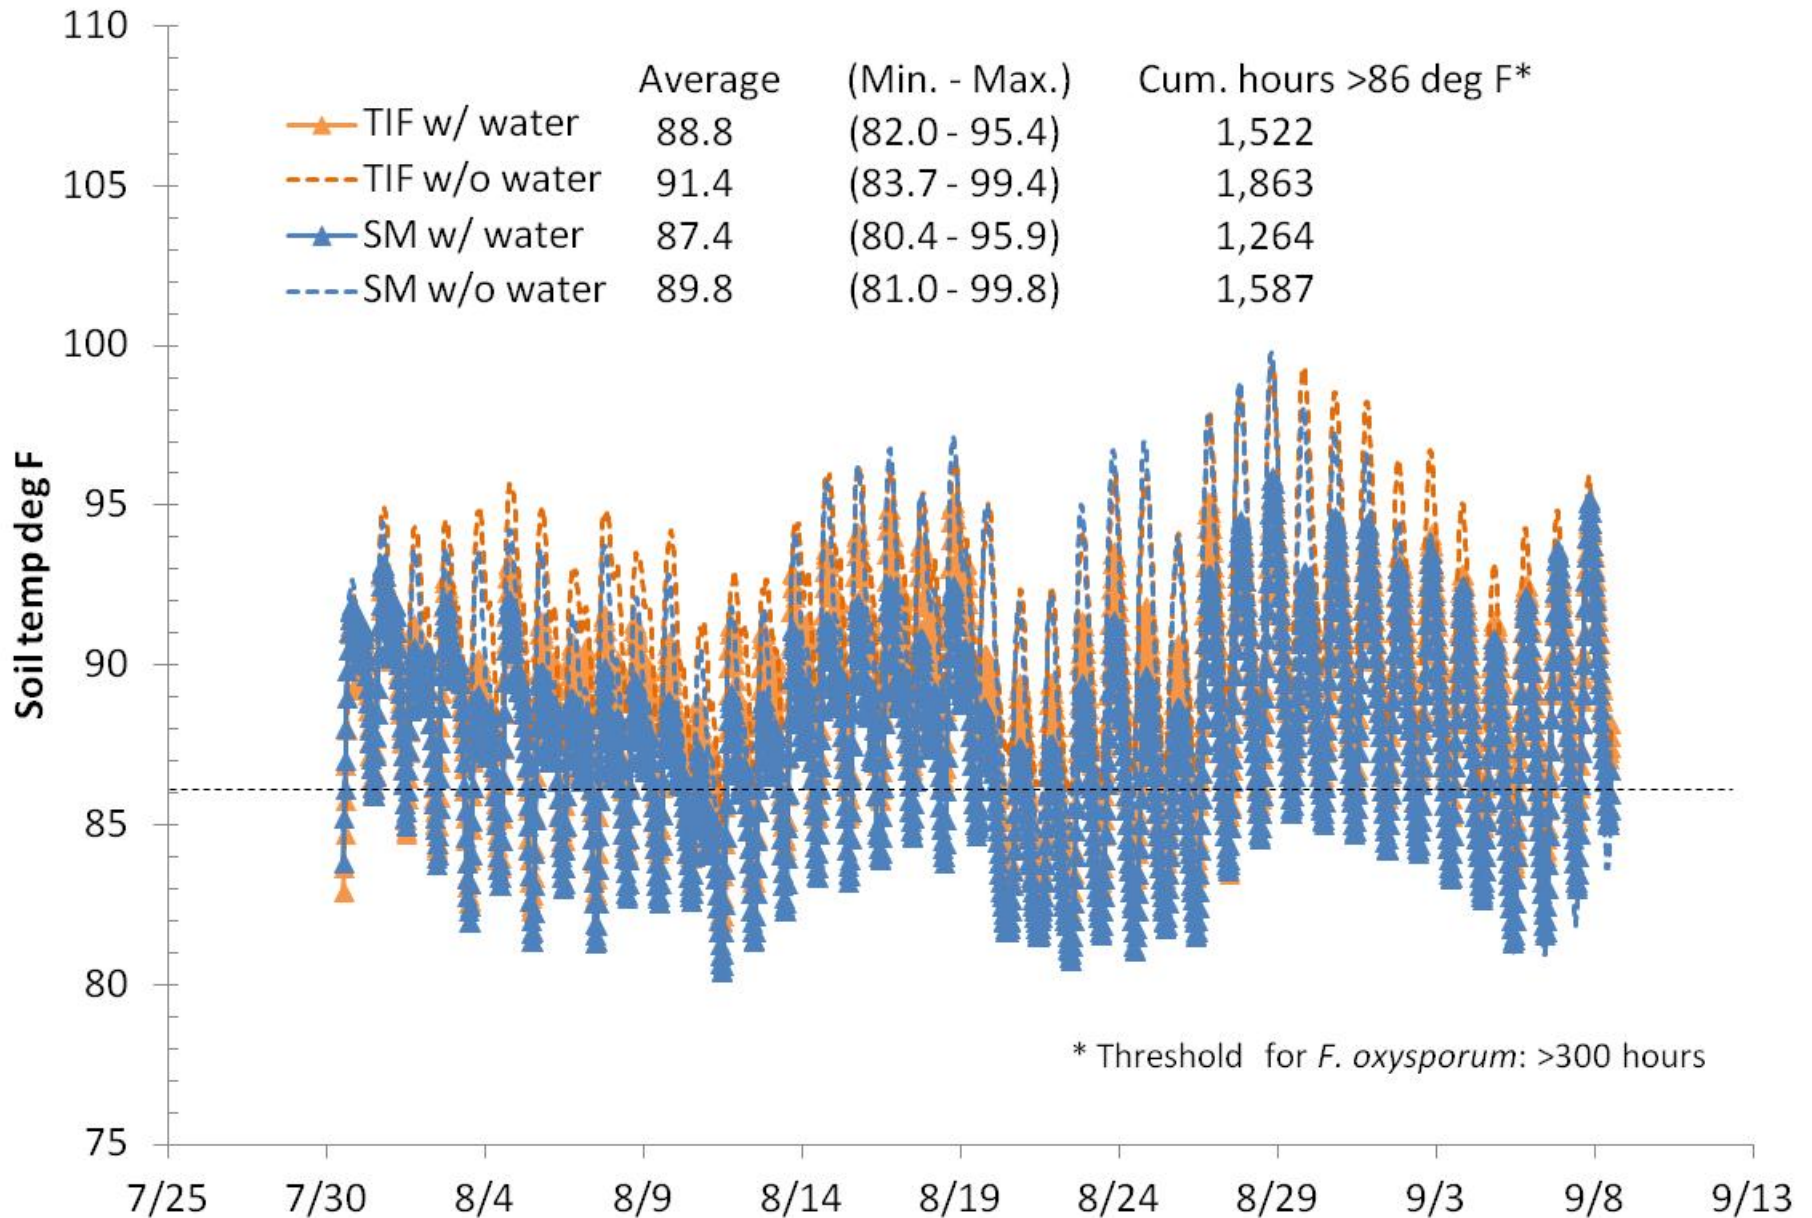 110
Average (Min. - Max.) Cum. hours >86 deg F*
TIF w/ water 88.8 (82.0 - 95.4) 1,522
TIF w/o water 91.4 (83.7 - 99.4) 1,863
105
SM w/ water 87.4 (80.4 - 95.9) 1,264
SM w/o water 89.8 (81.0 - 99.8) 1,587
100
95
90
85
80
75
Soil temp deg F
* Threshold for F. oxysporum: >300 hours
7/25 7/30 8/4 8/9 8/14 8/19 8/24 8/29 9/3 9/8 9/13